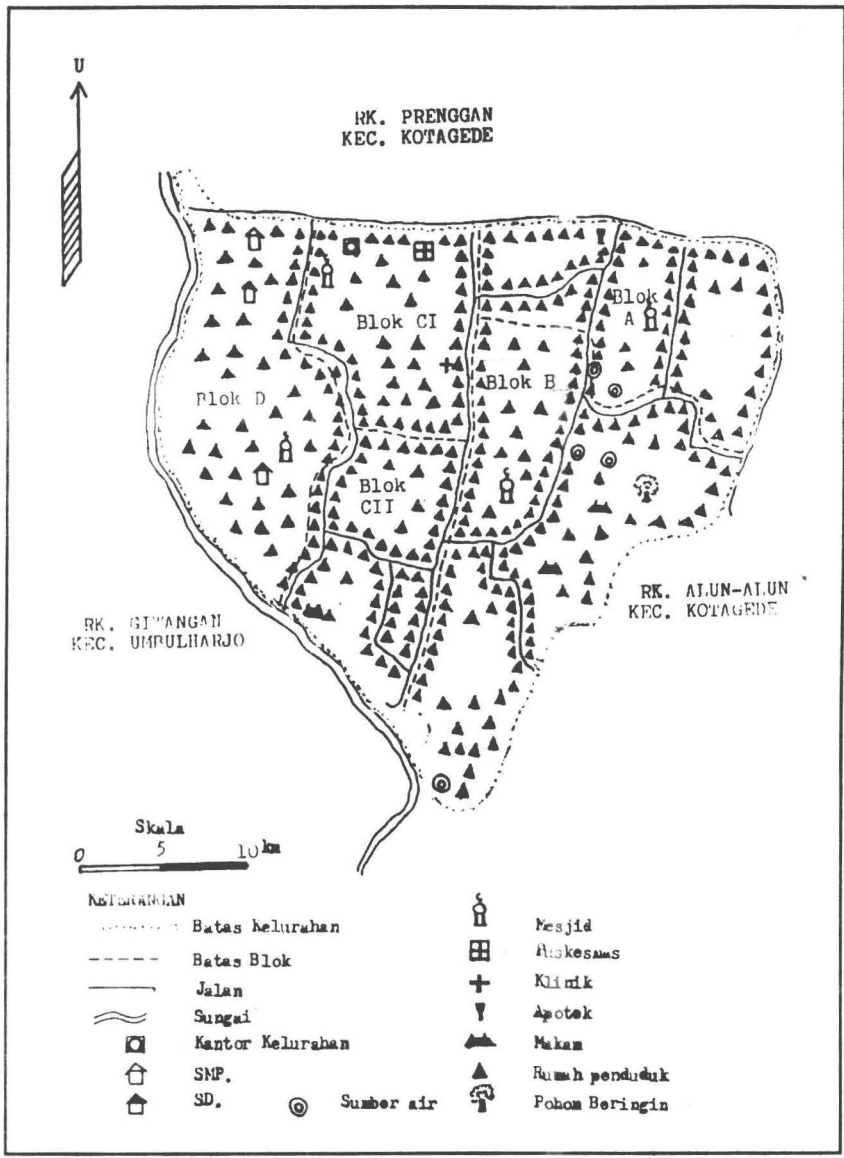 U
RK. PRENGGAN
KEC. KOTAGEDE
Blok CI
Blok
A
Blok B
Blok D
Blok
CII
RK. GIWANGAN
KEC. UMBULHARJO
RK. ALUN-ALUN
KEC. KOTAGEDE
Skala
0 5 10 km
KETERANGAN
Batas Kelurahan
Batas Blok
Jalan
Sungai
Kantor Kelurahan
SMP.
SD.
Sumber air
Mesjid
Puskesmas
Klinik
Apotek
Makam
Rumah penduduk
Pohom Beringin